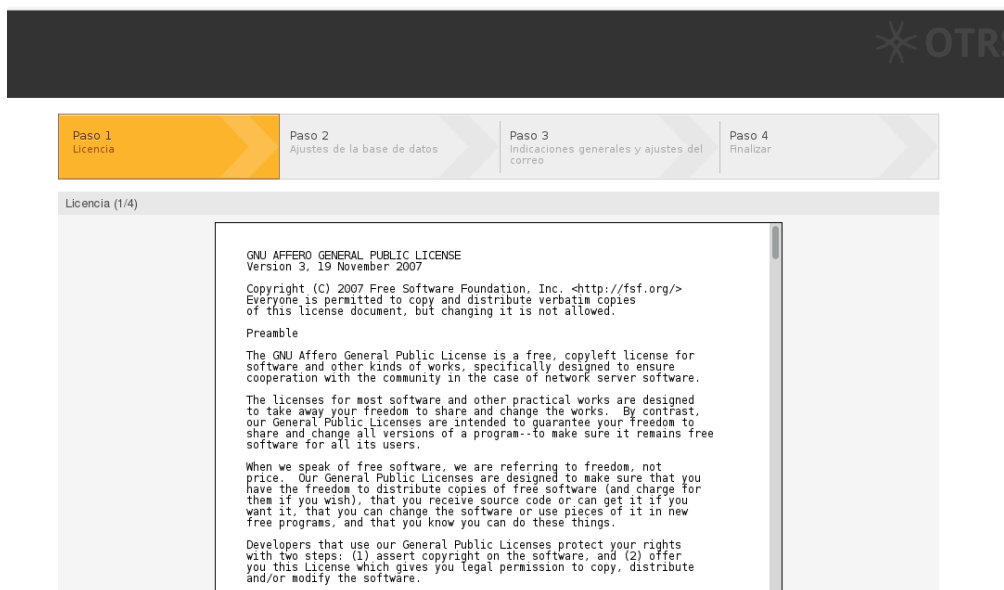 OTRS
Paso 1
Licencia
Paso 2
Ajustes de la base de datos
Paso 3
Indicaciones generales y ajustes del
correo
Paso 4
Finalizar
Licencia (1/4)
GNU AFFERO GENERAL PUBLIC LICENSE
Version 3, 19 November 2007
Copyright (C) 2007 Free Software Foundation, Inc. <http://fsf.org/>
Everyone is permitted to copy and distribute verbatim copies
of this license document, but changing it is not allowed.
Preamble
The GNU Affero General Public License is a free, copyleft license for
software and other kinds of works, specifically designed to ensure
cooperation with the community in the case of network server software.
The licenses for most software and other practical works are designed
to take away your freedom to share and change the works.  By contrast,
our General Public Licenses are intended to guarantee your freedom to
share and change all versions of a program--to make sure it remains free
software for all its users.
When we speak of free software, we are referring to freedom, not
price.  Our General Public Licenses are designed to make sure that you
have the freedom to distribute copies of free software (and charge for
them if you wish), that you receive source code or can get it if you
want it, that you can change the software or use pieces of it in new
free programs, and that you know you can do these things.
Developers that use our General Public Licenses protect your rights
with two steps: (1) assert copyright on the software, and (2) offer
you this License which gives you legal permission to copy, distribute
and/or modify the software.